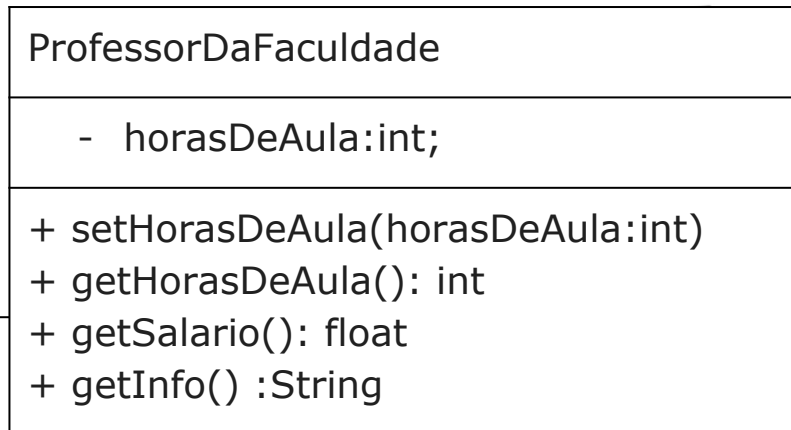 ProfessorDaFaculdade
- horasDeAula:int;
+ setHorasDeAula(horasDeAula:int)
+ getHorasDeAula(): int
+ getSalario(): float
+ getInfo() :String